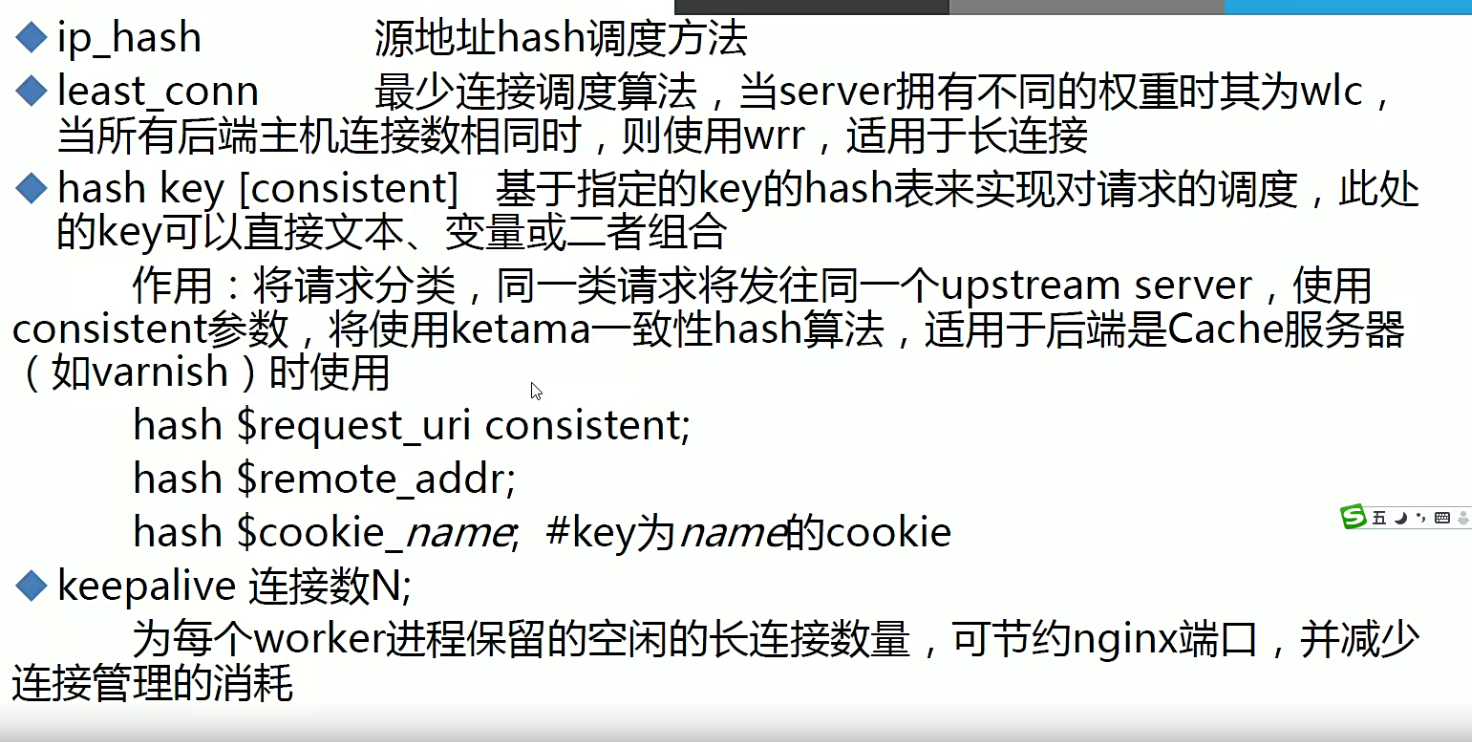 ip_hash 源地址hash调度方法
least_conn 最少连接调度算法，当server拥有不同的权重时其为wlc，
当所有后端主机连接数相同时，则使用wrr，适用于长连接
hash key [consistent] 基于指定的key的hash表来实现对请求的调度，此处
的key可以直接文本、变量或二者组合
作用：将请求分类，同一类请求将发往同一个upstream server，使用
consistent参数，将使用ketama一致性hash算法，适用于后端是Cache服务器
（如varnish）时使用
hash $request_uri consistent;
hash $remote_addr;
hash $cookie_name; #key为name的cookie
keepalive 连接数N;
为每个worker进程保留的空闲的长连接数量，可节约nginx端口，并减少
连接管理的消耗
S 五